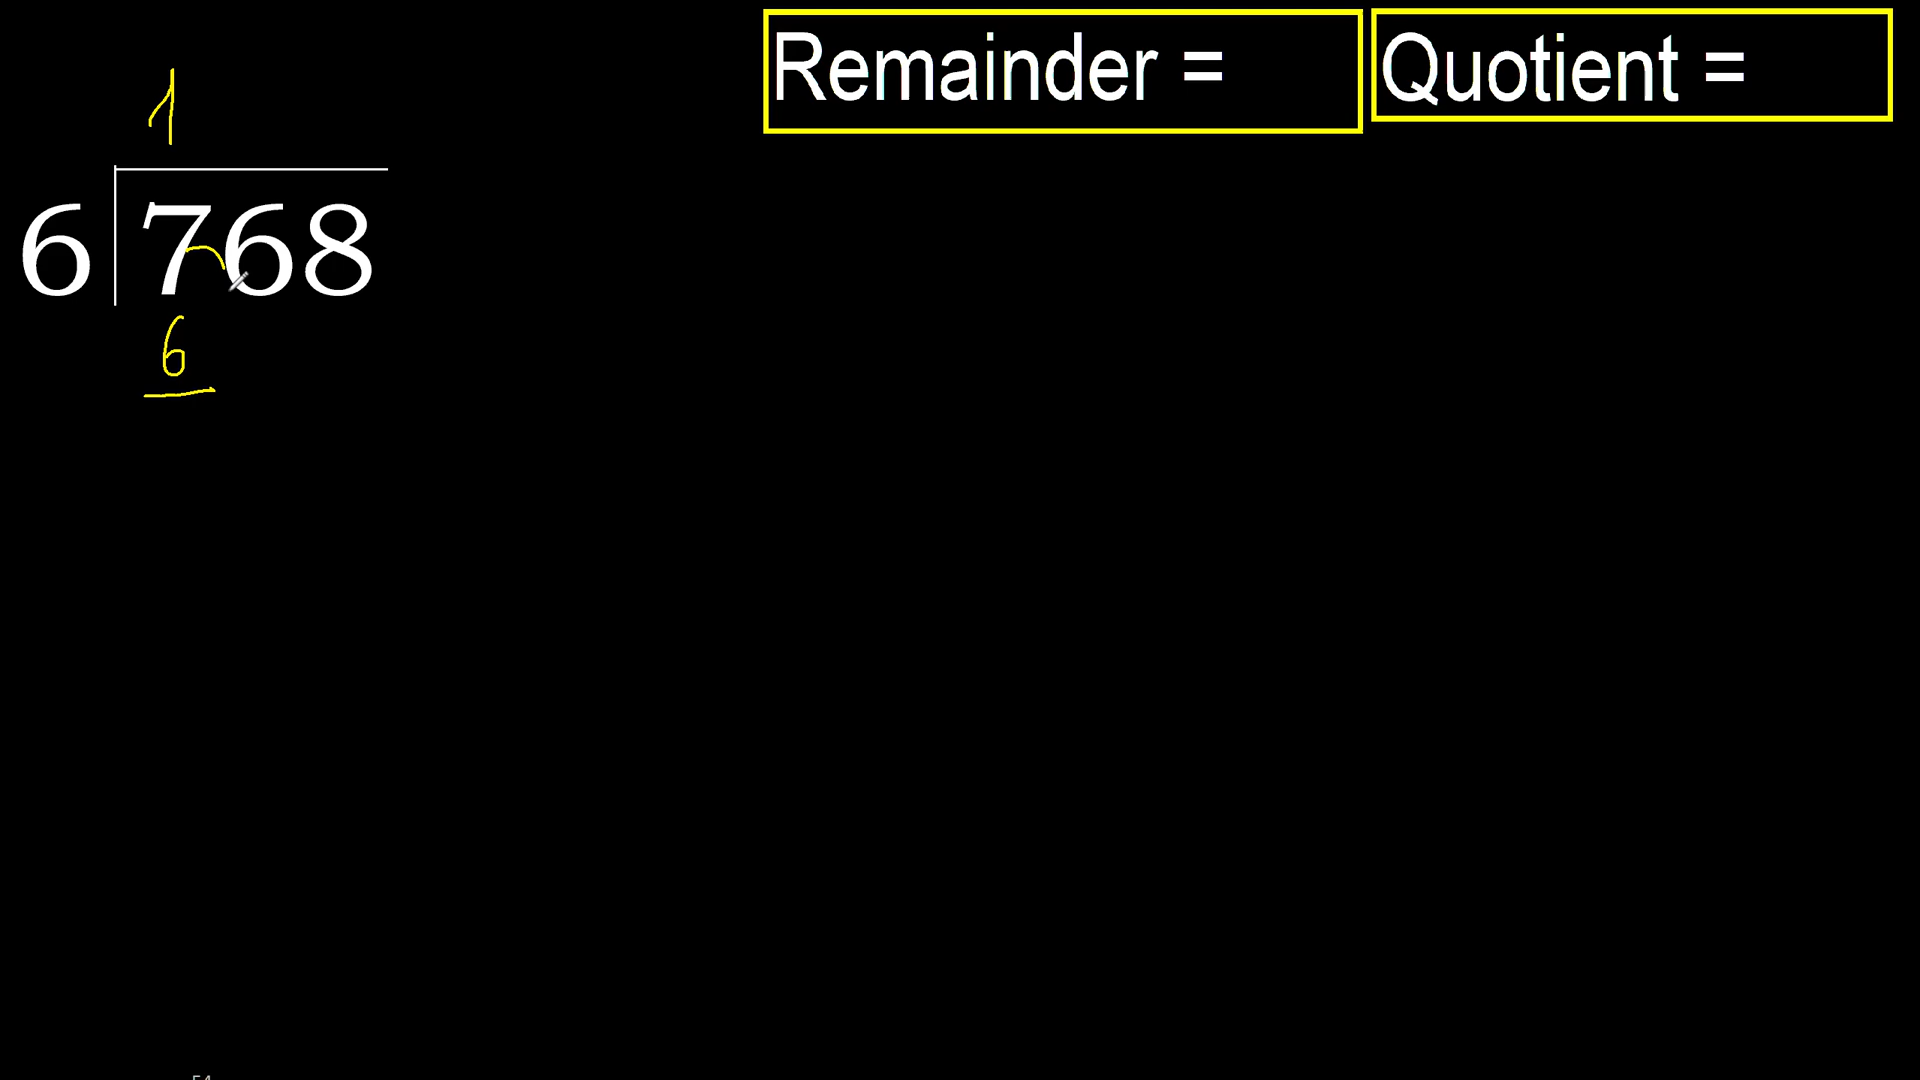 Remainder = Quotient =
1
6 768
6